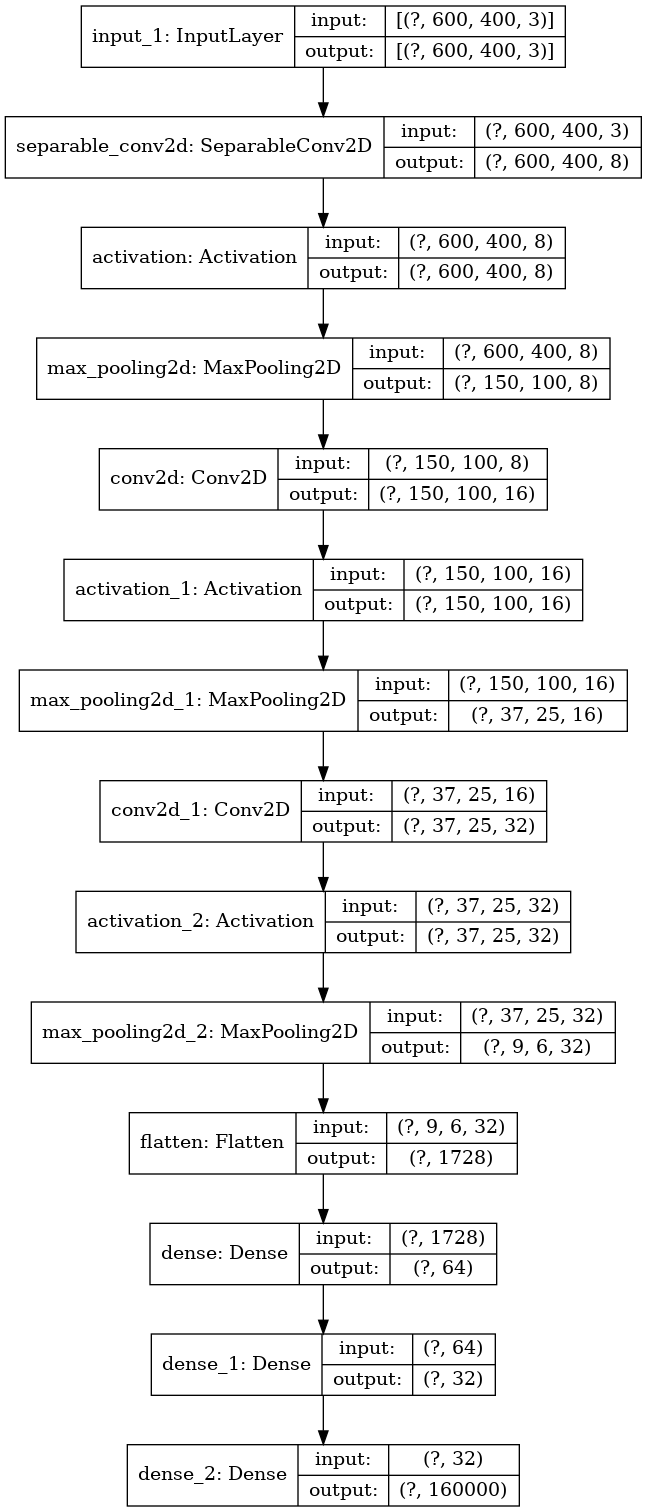 input_1: InputLayer
input: [(?, 600, 400, 3)]
output: [(?, 600, 400, 3)]
separable_conv2d: SeparableConv2D
input: (?, 600, 400, 3)
output: (?, 600, 400, 8)
activation: Activation
input: (?, 600, 400, 8)
output: (?, 600, 400, 8)
max_pooling2d: MaxPooling2D
input: (?, 600, 400, 8)
output: (?, 150, 100, 8)
conv2d: Conv2D
input: (?, 150, 100, 8)
output: (?, 150, 100, 16)
activation_1: Activation
input: (?, 150, 100, 16)
output: (?, 150, 100, 16)
max_pooling2d_1: MaxPooling2D
input: (?, 150, 100, 16)
output: (?, 37, 25, 16)
conv2d_1: Conv2D
input: (?, 37, 25, 16)
output: (?, 37, 25, 32)
activation_2: Activation
input: (?, 37, 25, 32)
output: (?, 37, 25, 32)
max_pooling2d_2: MaxPooling2D
input: (?, 37, 25, 32)
output: (?, 9, 6, 32)
flatten: Flatten
input: (?, 9, 6, 32)
output: (?, 1728)
dense: Dense
input: (?, 1728)
output: (?, 64)
dense_1: Dense
input: (?, 64)
output: (?, 32)
dense_2: Dense
input: (?, 32)
output: (?, 160000)